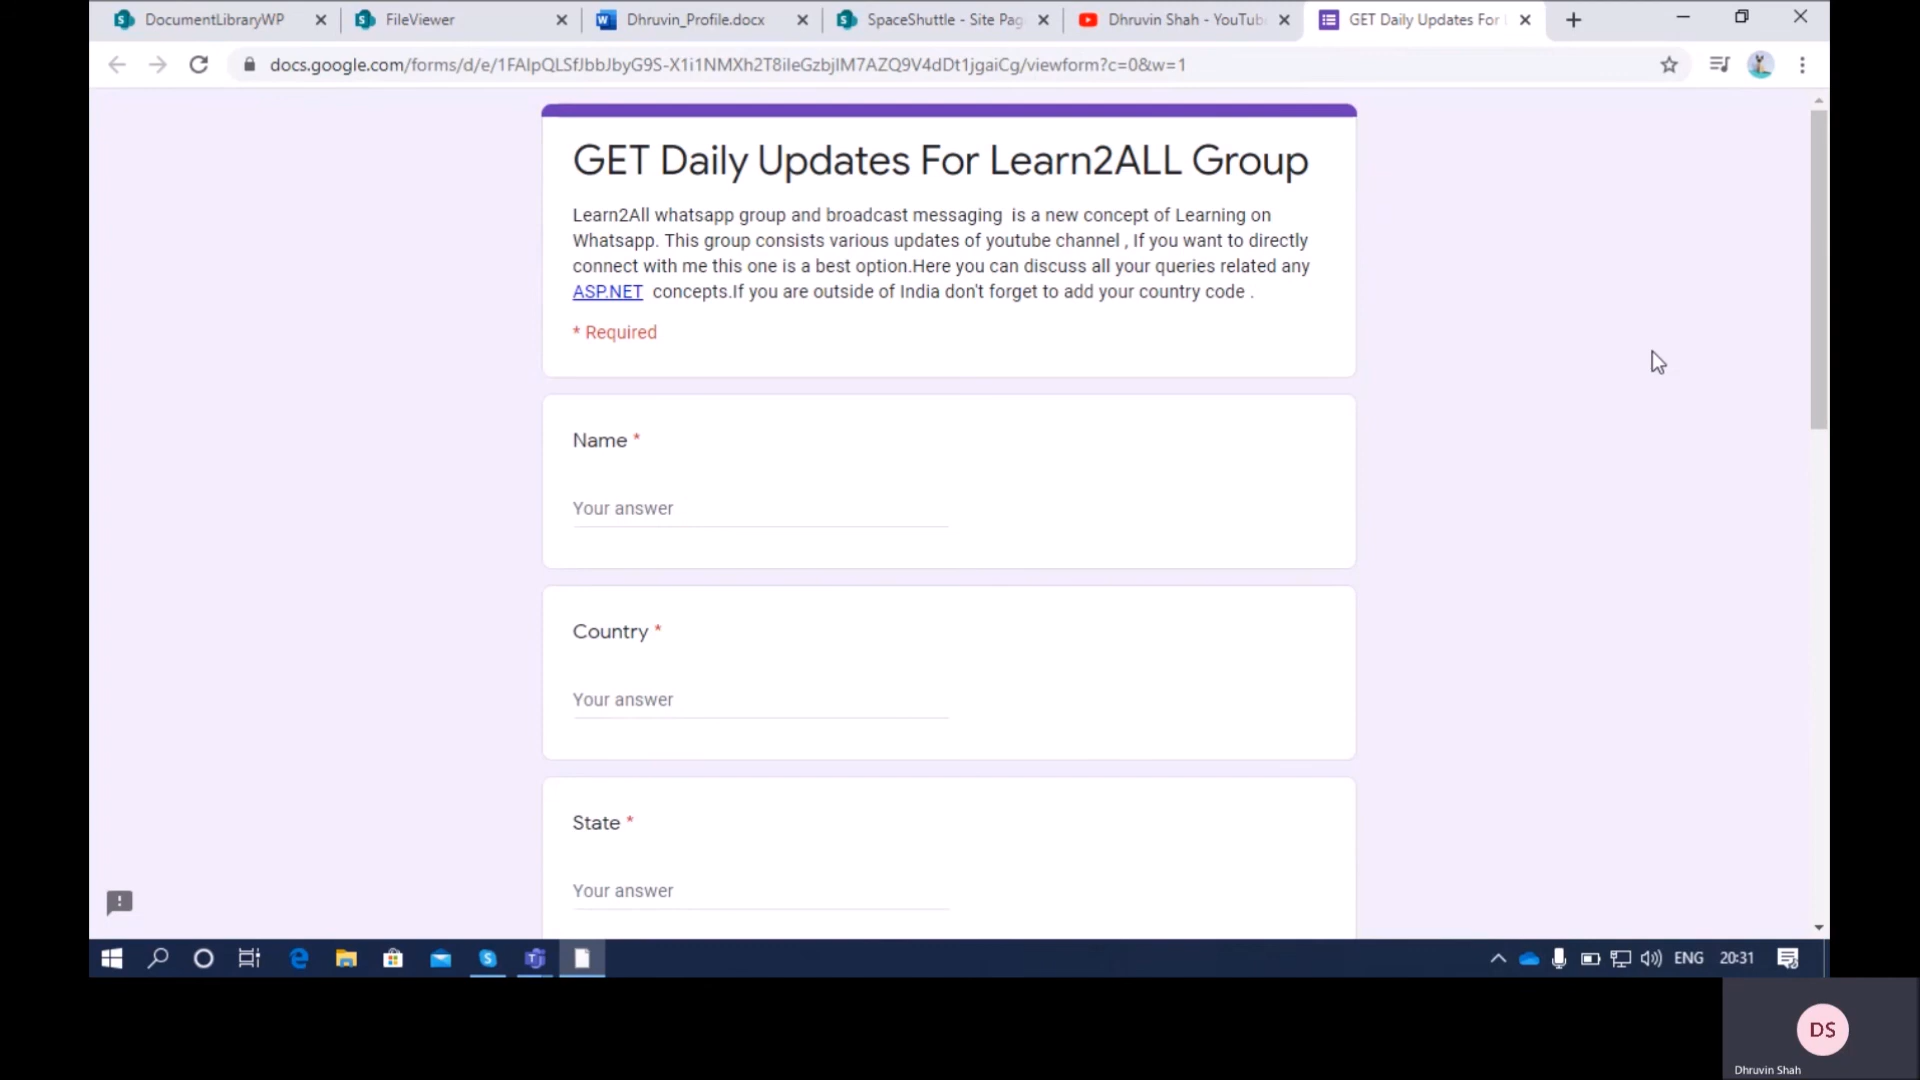 DocumentLibraryWP
FileViewer
Dhruvin_Profile.docx
SpaceShuttle - Site Pag
Dhruvin Shah - YouTub
GET Daily Updates For
docs.google.com/forms/d/e/1FAIpQLSfJbbJbyG9S-X1i1NMXh2T8iIeGzbjIM7AZQ9V4dDt1jgaiCg/viewform?c=0&w=1
GET Daily Updates For Learn2ALL Group
Learn2All whatsapp group and broadcast messaging is a new concept of Learning on
Whatsapp. This group consists various updates of youtube channel , If you want to directly
connect with me this one is a best option.Here you can discuss all your queries related any
ASP.NET concepts.If you are outside of India don't forget to add your country code .
* Required
Name *
Your answer
Country *
Your answer
State *
Your answer
ENG
20:31
DS
Dhruvin Shah